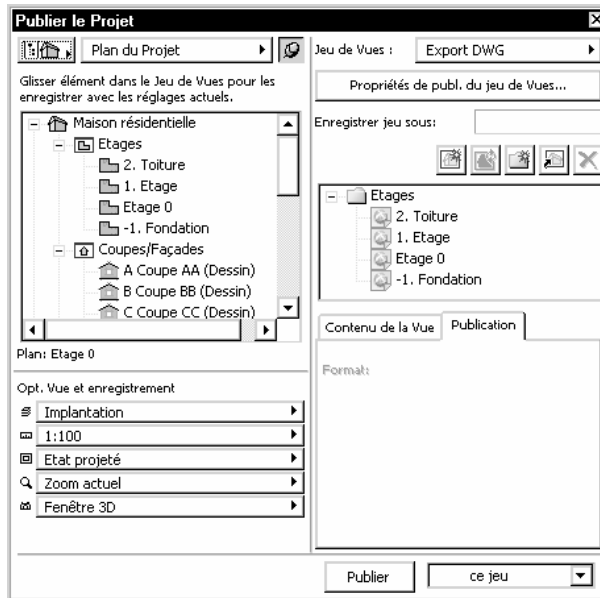 Publier le Projet
Plan du Projet
Glisser élément dans le Jeu de Vues pour les
enregistrer avec les réglages actuels.
Maison résidentielle
Etages
2. Toiture
1. Etage
Etage 0
-1. Fondation
Coupes/Façades
A Coupe AA (Dessin)
B Coupe BB (Dessin)
C Coupe CC (Dessin)
Plan: Etage 0
Opt. Vue et enregistrement
Implantation
1:100
Etat projeté
Zoom actuel
Fenêtre 3D
Jeu de Vues :
Export DWG
Propriétés de publ. du jeu de Vues...
Enregistrer jeu sous:
Etages
2. Toiture
1. Etage
Etage 0
-1. Fondation
Contenu de la Vue
Publication
Format:
Publier
ce jeu